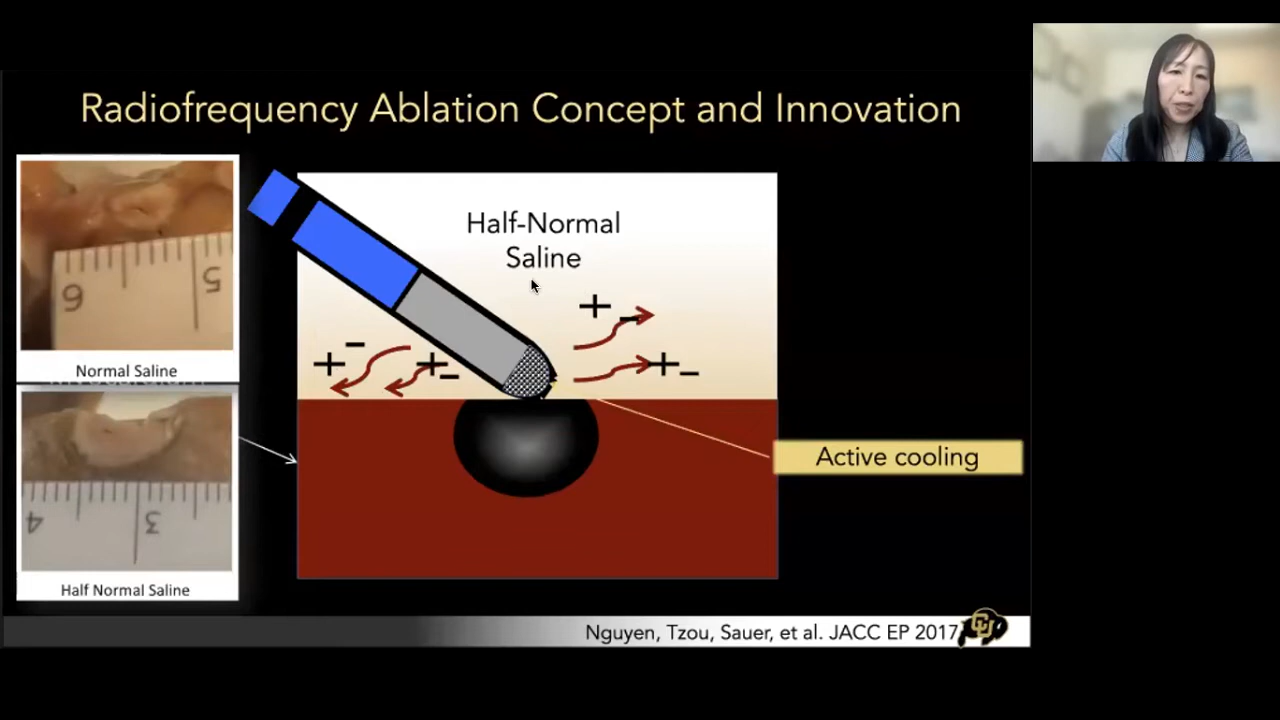 Radiofrequency Ablation Concept and Innovation
6 5
Normal Saline
4 3
Half Normal Saline
Half-Normal
Saline
+ -
+ -
+ -
+ -
Active cooling
Nguyen, Tzou, Sauer, et al. JACC EP 2017
CU